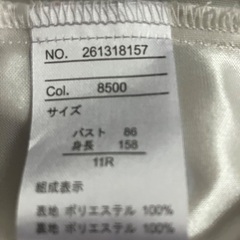 NO. 261318157
Col. 8500
サイズ
バスト 86
身長 158
11R
組成表示
表地 ポリエステル 100%
裏地 ポリエステル 100%